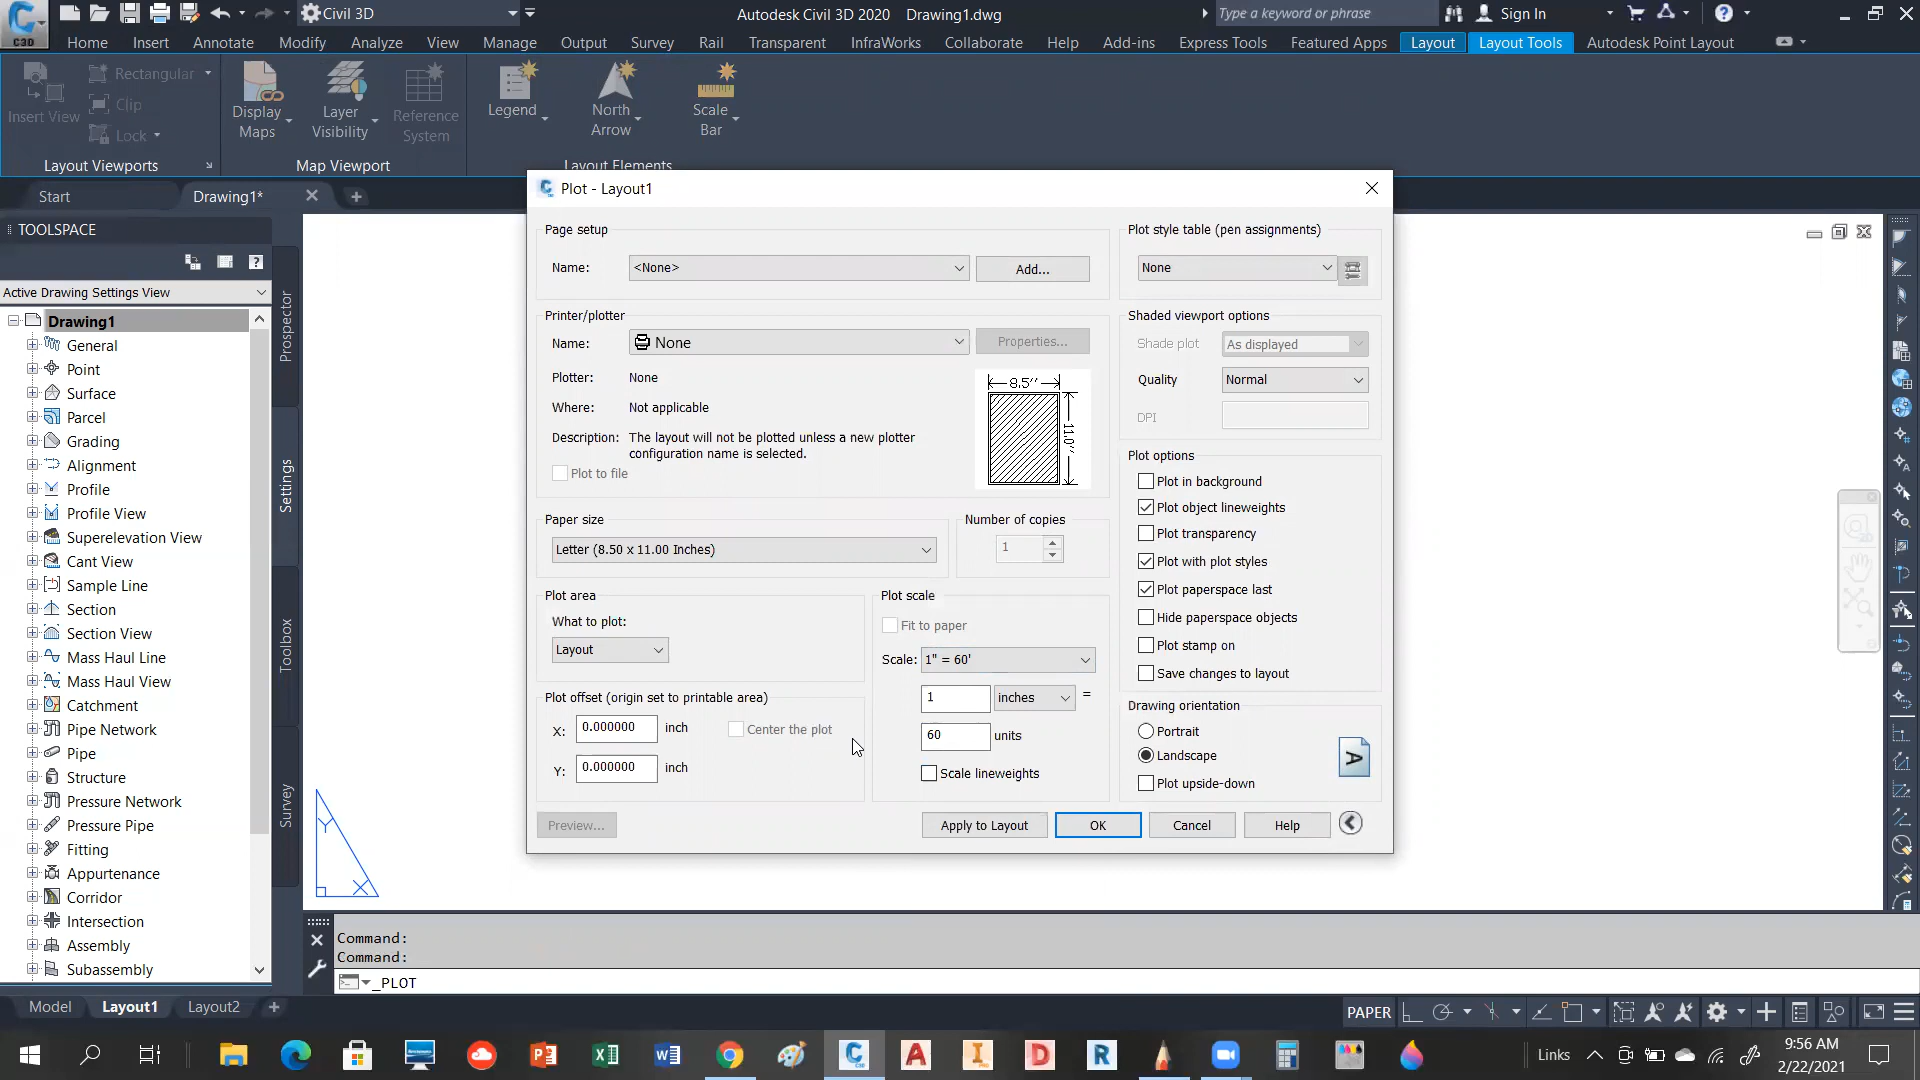 Civil 3D
Autodesk Civil 3D 2020 Drawing1.dwg
Type a keyword or phrase
Sign In
C3D
Home Insert Annotate Modify Analyze View Manage Output Survey Rail Transparent InfraWorks Collaborate Help Add-ins Express Tools Featured Apps Layout Layout Tools Autodesk Point Layout
Insert View
Rectangular
Clip
Lock
Display Maps
Layer Visibility
Reference System
Legend
North Arrow
Scale Bar
Layout Viewports
Map Viewport
Layout Elements
Start
Drawing1*
TOOLSPACE
Active Drawing Settings View
Drawing1
General
Point
Surface
Parcel
Grading
Alignment
Profile
Profile View
Superelevation View
Cant View
Sample Line
Section
Section View
Mass Haul Line
Mass Haul View
Catchment
Pipe Network
Pipe
Structure
Pressure Network
Pressure Pipe
Fitting
Appurtenance
Corridor
Intersection
Assembly
Subassembly
Prospector
Settings
Toolbox
Survey
Plot - Layout1
Page setup
Name: <None>
Add...
Printer/plotter
Name: None
Properties...
Plotter: None
Where: Not applicable
Description: The layout will not be plotted unless a new plotter
configuration name is selected.
Plot to file
8.5''
11.0''
Paper size
Letter (8.50 x 11.00 Inches)
Number of copies
1
Plot area
What to plot:
Layout
Plot offset (origin set to printable area)
X: 0.000000 inch
Center the plot
Y: 0.000000 inch
Plot scale
Fit to paper
Scale: 1" = 60'
1 inches =
60 units
Scale lineweights
Plot style table (pen assignments)
None
Shaded viewport options
Shade plot As displayed
Quality Normal
DPI
Plot options
Plot in background
Plot object lineweights
Plot transparency
Plot with plot styles
Plot paperspace last
Hide paperspace objects
Plot stamp on
Save changes to layout
Drawing orientation
Portrait
Landscape
Plot upside-down
A
Preview...
Apply to Layout
OK
Cancel
Help
Y
X
Command:
Command:
_PLOT
Model Layout1 Layout2
PAPER
Links
9:56 AM
2/22/2021